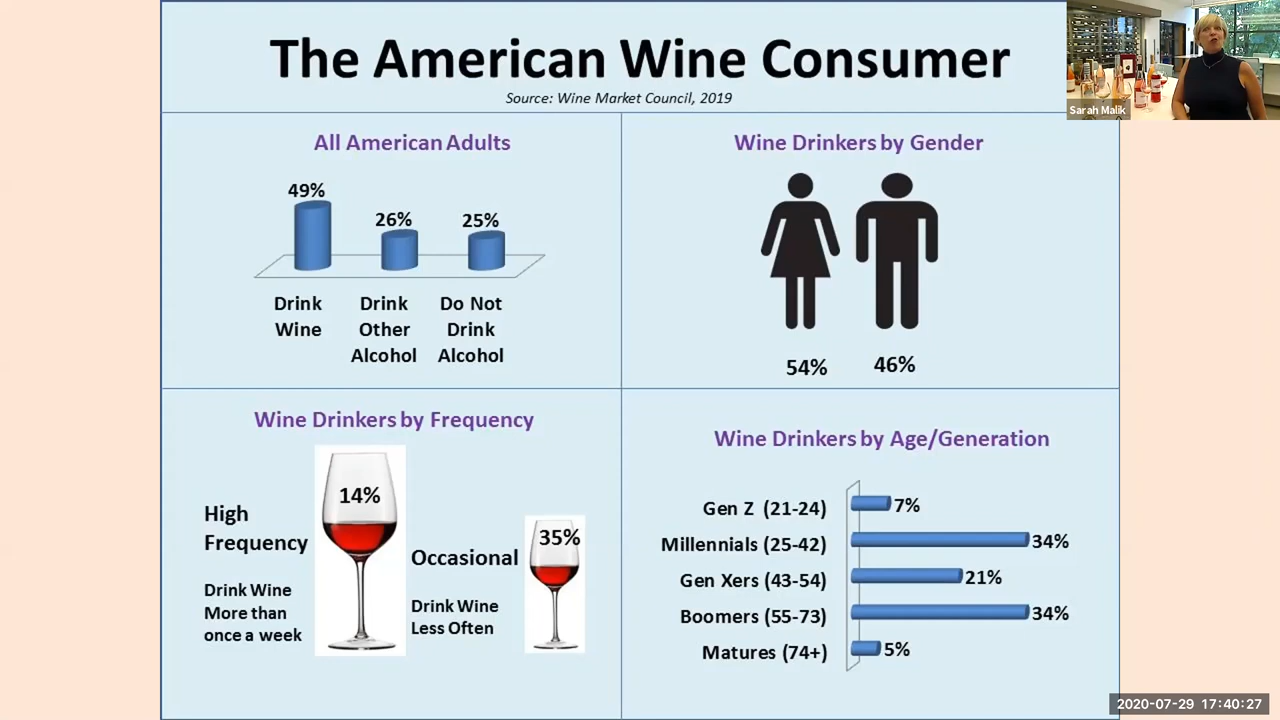 The American Wine Consumer
Source: Wine Market Council, 2019
Sarah Malik
All American Adults
49%
26%
25%
Drink
Wine
Drink
Other
Alcohol
Do Not
Drink
Alcohol
Wine Drinkers by Gender
54%
46%
Wine Drinkers by Frequency
High
Frequency
Drink Wine
More than
once a week
14%
Occasional
Drink Wine
Less Often
35%
Wine Drinkers by Age/Generation
Gen Z (21-24) 7%
Millennials (25-42) 34%
Gen Xers (43-54) 21%
Boomers (55-73) 34%
Matures (74+) 5%
2020-07-29 17:40:27